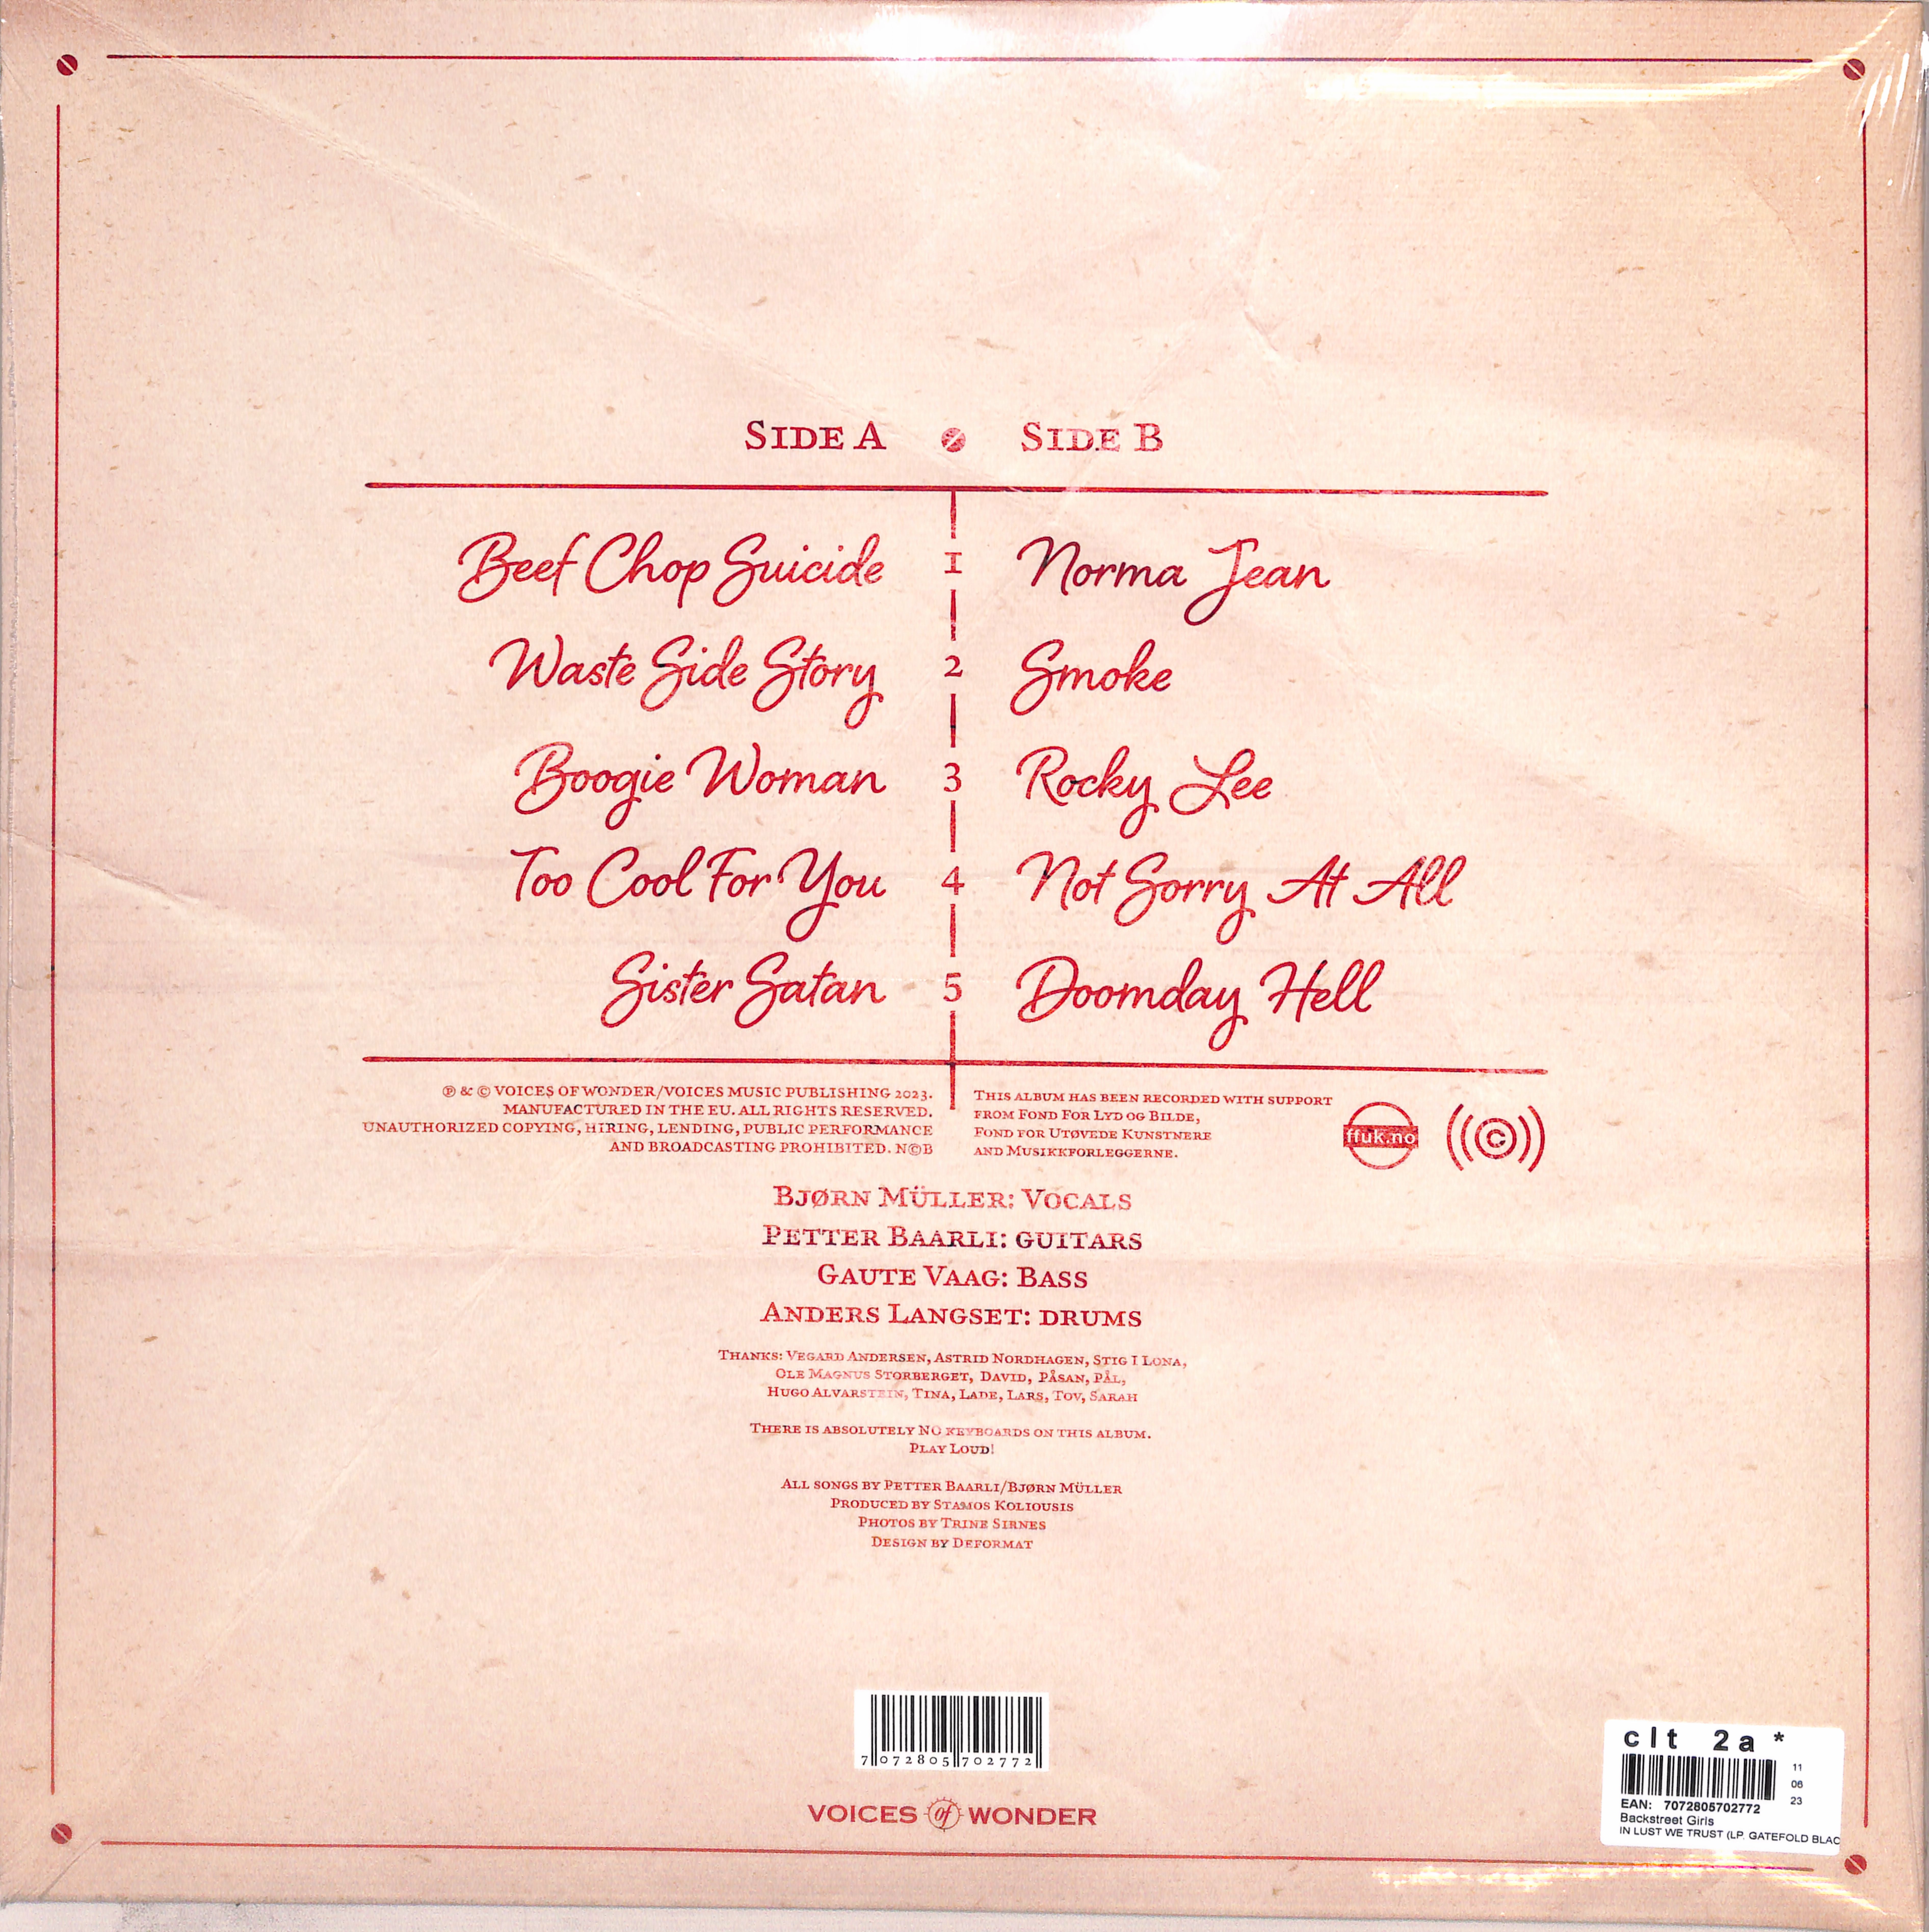 SIDE A
SIDE B
Beef Chop Suicide 1 Norma Jean
Waste Side Story 2 Smoke
Boogie Woman 3 Rocky Lee
Too Cool For You 4 Not Sorry At All
Sister Satan 5 Doomday Hell
℗ & © VOICES OF WONDER/VOICES MUSIC PUBLISHING 2023.
MANUFACTURED IN THE EU. ALL RIGHTS RESERVED.
UNAUTHORIZED COPYING, HIRING, LENDING, PUBLIC PERFORMANCE
AND BROADCASTING PROHIBITED. N©B
THIS ALBUM HAS BEEN RECORDED WITH SUPPORT
FROM FOND FOR LYD OG BILDE,
FOND FOR UTØVEDE KUNSTNERE
AND MUSIKKFORLEGGERNE.
ffuk.no
((©))
BJØRN MÜLLER: VOCALS
PETTER BAARLI: GUITARS
GAUTE VAAG: BASS
ANDERS LANGSET: DRUMS
THANKS: VEGARD ANDERSEN, ASTRID NORDHAGEN, STIG I LONA,
OLE MAGNUS STORBERGET, DAVID, PÅSAN, PÅL,
HUGO ALVARSTEIN, TINA, LADE, LARS, TOV, SARAH
THERE IS ABSOLUTELY NO KEYBOARDS ON THIS ALBUM.
PLAY LOUD!
ALL SONGS BY PETTER BAARLI/BJØRN MÜLLER
PRODUCED BY STAMOS KOLIOUSIS
PHOTOS BY TRINE SIRNES
DESIGN BY DEFORMAT
7 072805 702772
VOICES of WONDER
clt 2a *
11
06
23
EAN: 7072805702772
Backstreet Girls
IN LUST WE TRUST (LP. GATEFOLD BLAC